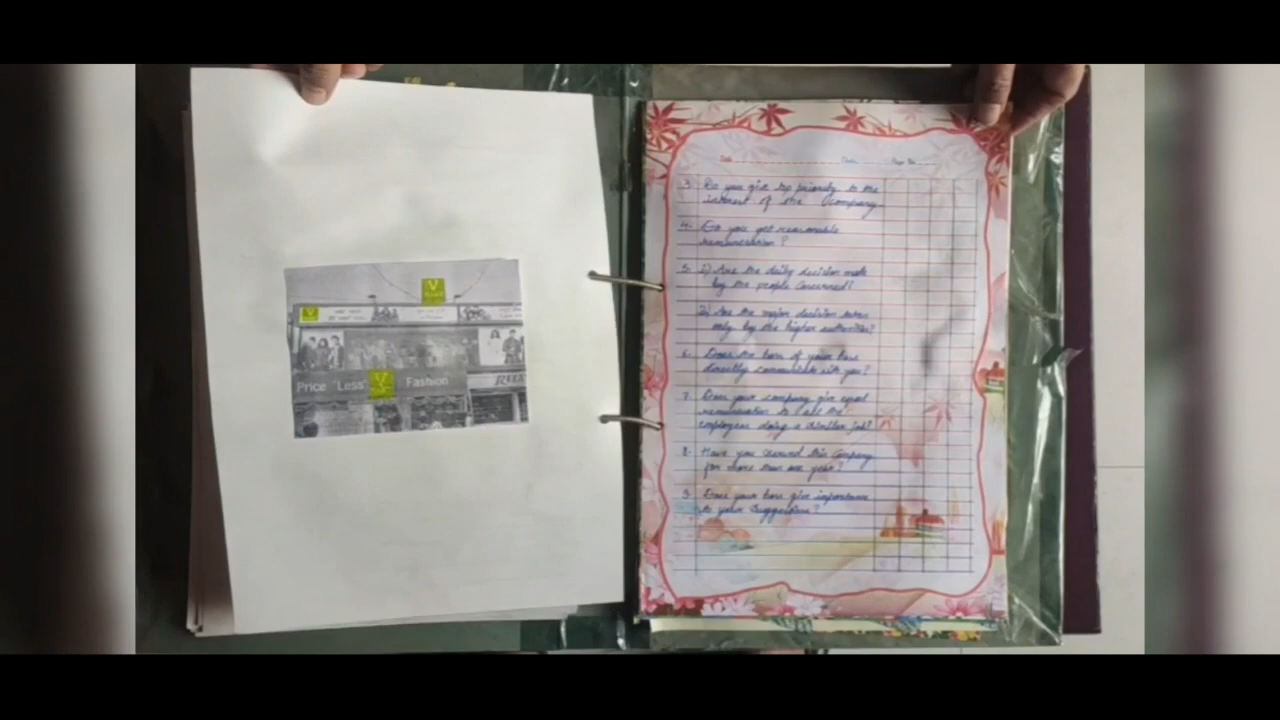 Price "Less"
V
Fashion
Date
Page No.
3. Do you give top priority to the
interest of the Company
4. Do you get reasonable
remuneration?
5. i) Are the daily decision made
by the people concerned?
ii) Are the major decision taken
only by the higher authorities?
6. Does the boss of your boss
directly communicate with you?
7. Does your company give equal
remuneration to all the
employees doing a similar job?
8. Have you served this Company
for more than one year?
9. Does your boss give importance
to your Suggestions?